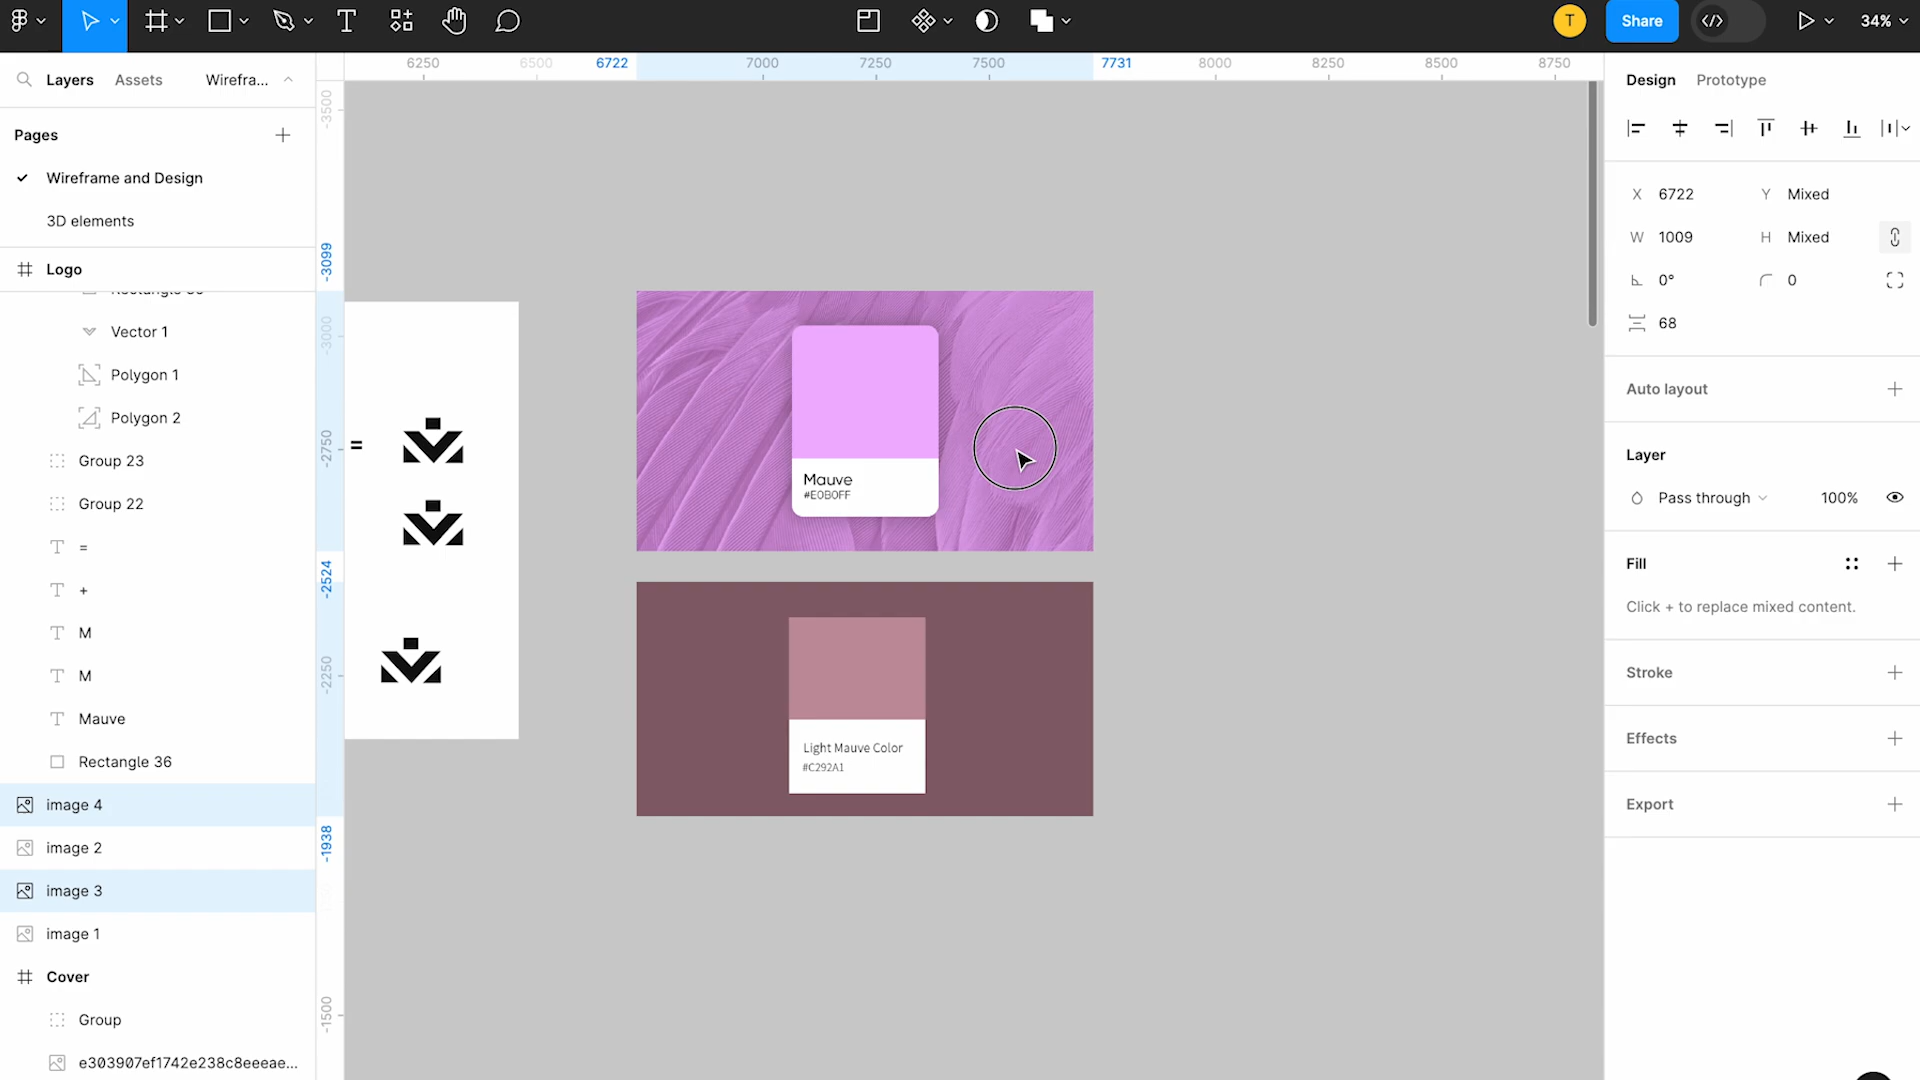 T
Share
34%
Layers
Assets
Wirefra...
Pages
Wireframe and Design
3D elements
Logo
Vector 1
Polygon 1
Polygon 2
Group 23
Group 22
=
+
M
M
Mauve
Rectangle 36
image 4
image 2
image 3
image 1
Cover
Group
e303907ef1742e238c8eeeae...
6250
6500
6722
7000
7250
7500
7731
8000
8250
8500
8750
-3500
-3099
-3000
-2750
-2524
-2250
-1938
-1500
=
Mauve
#E0B0FF
Light Mauve Color
#C292A1
Design
Prototype
X 6722
Y Mixed
W 1009
H Mixed
0°
0
68
Auto layout
Layer
Pass through
100%
Fill
Click + to replace mixed content.
Stroke
Effects
Export